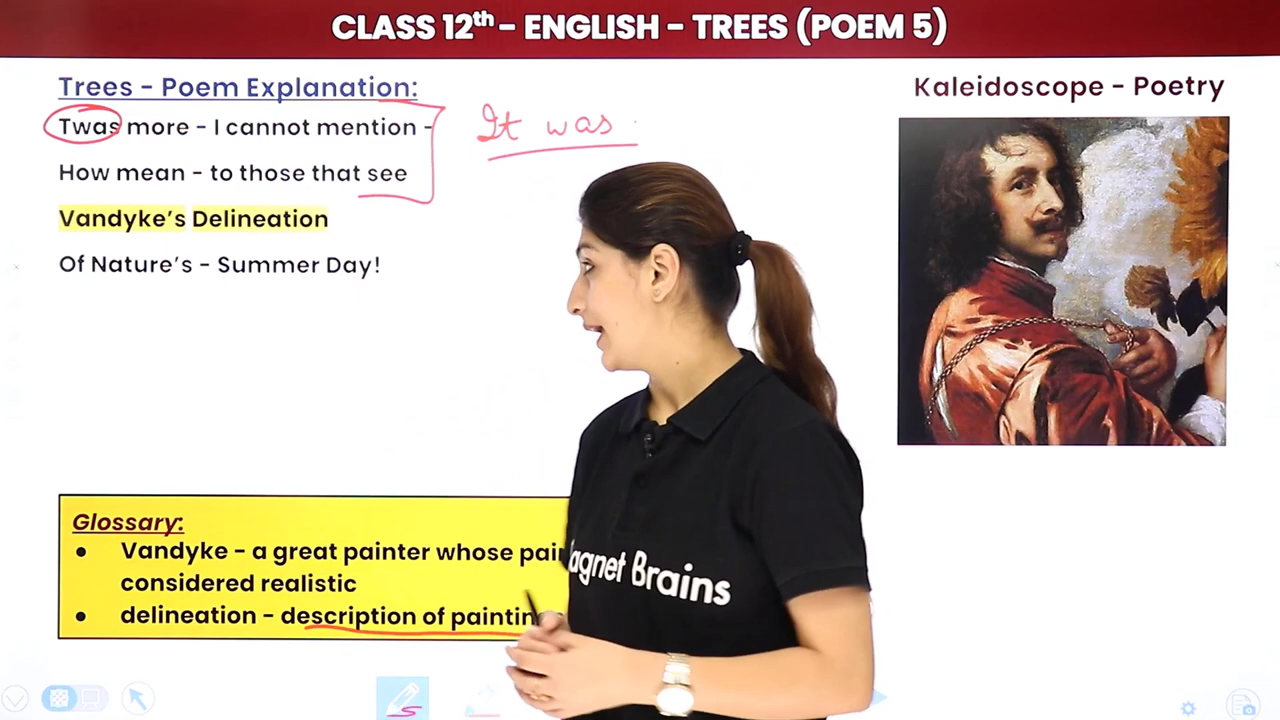 CLASS 12th - ENGLISH - TREES (POEM 5)
Trees - Poem Explanation:
Twas more - I cannot mention -
It was
How mean - to those that see
Vandyke's Delineation
Of Nature's - Summer Day!
Kaleidoscope - Poetry
Glossary:
● Vandyke - a great painter whose
considered realistic
● delineation - description of
agnet Brains